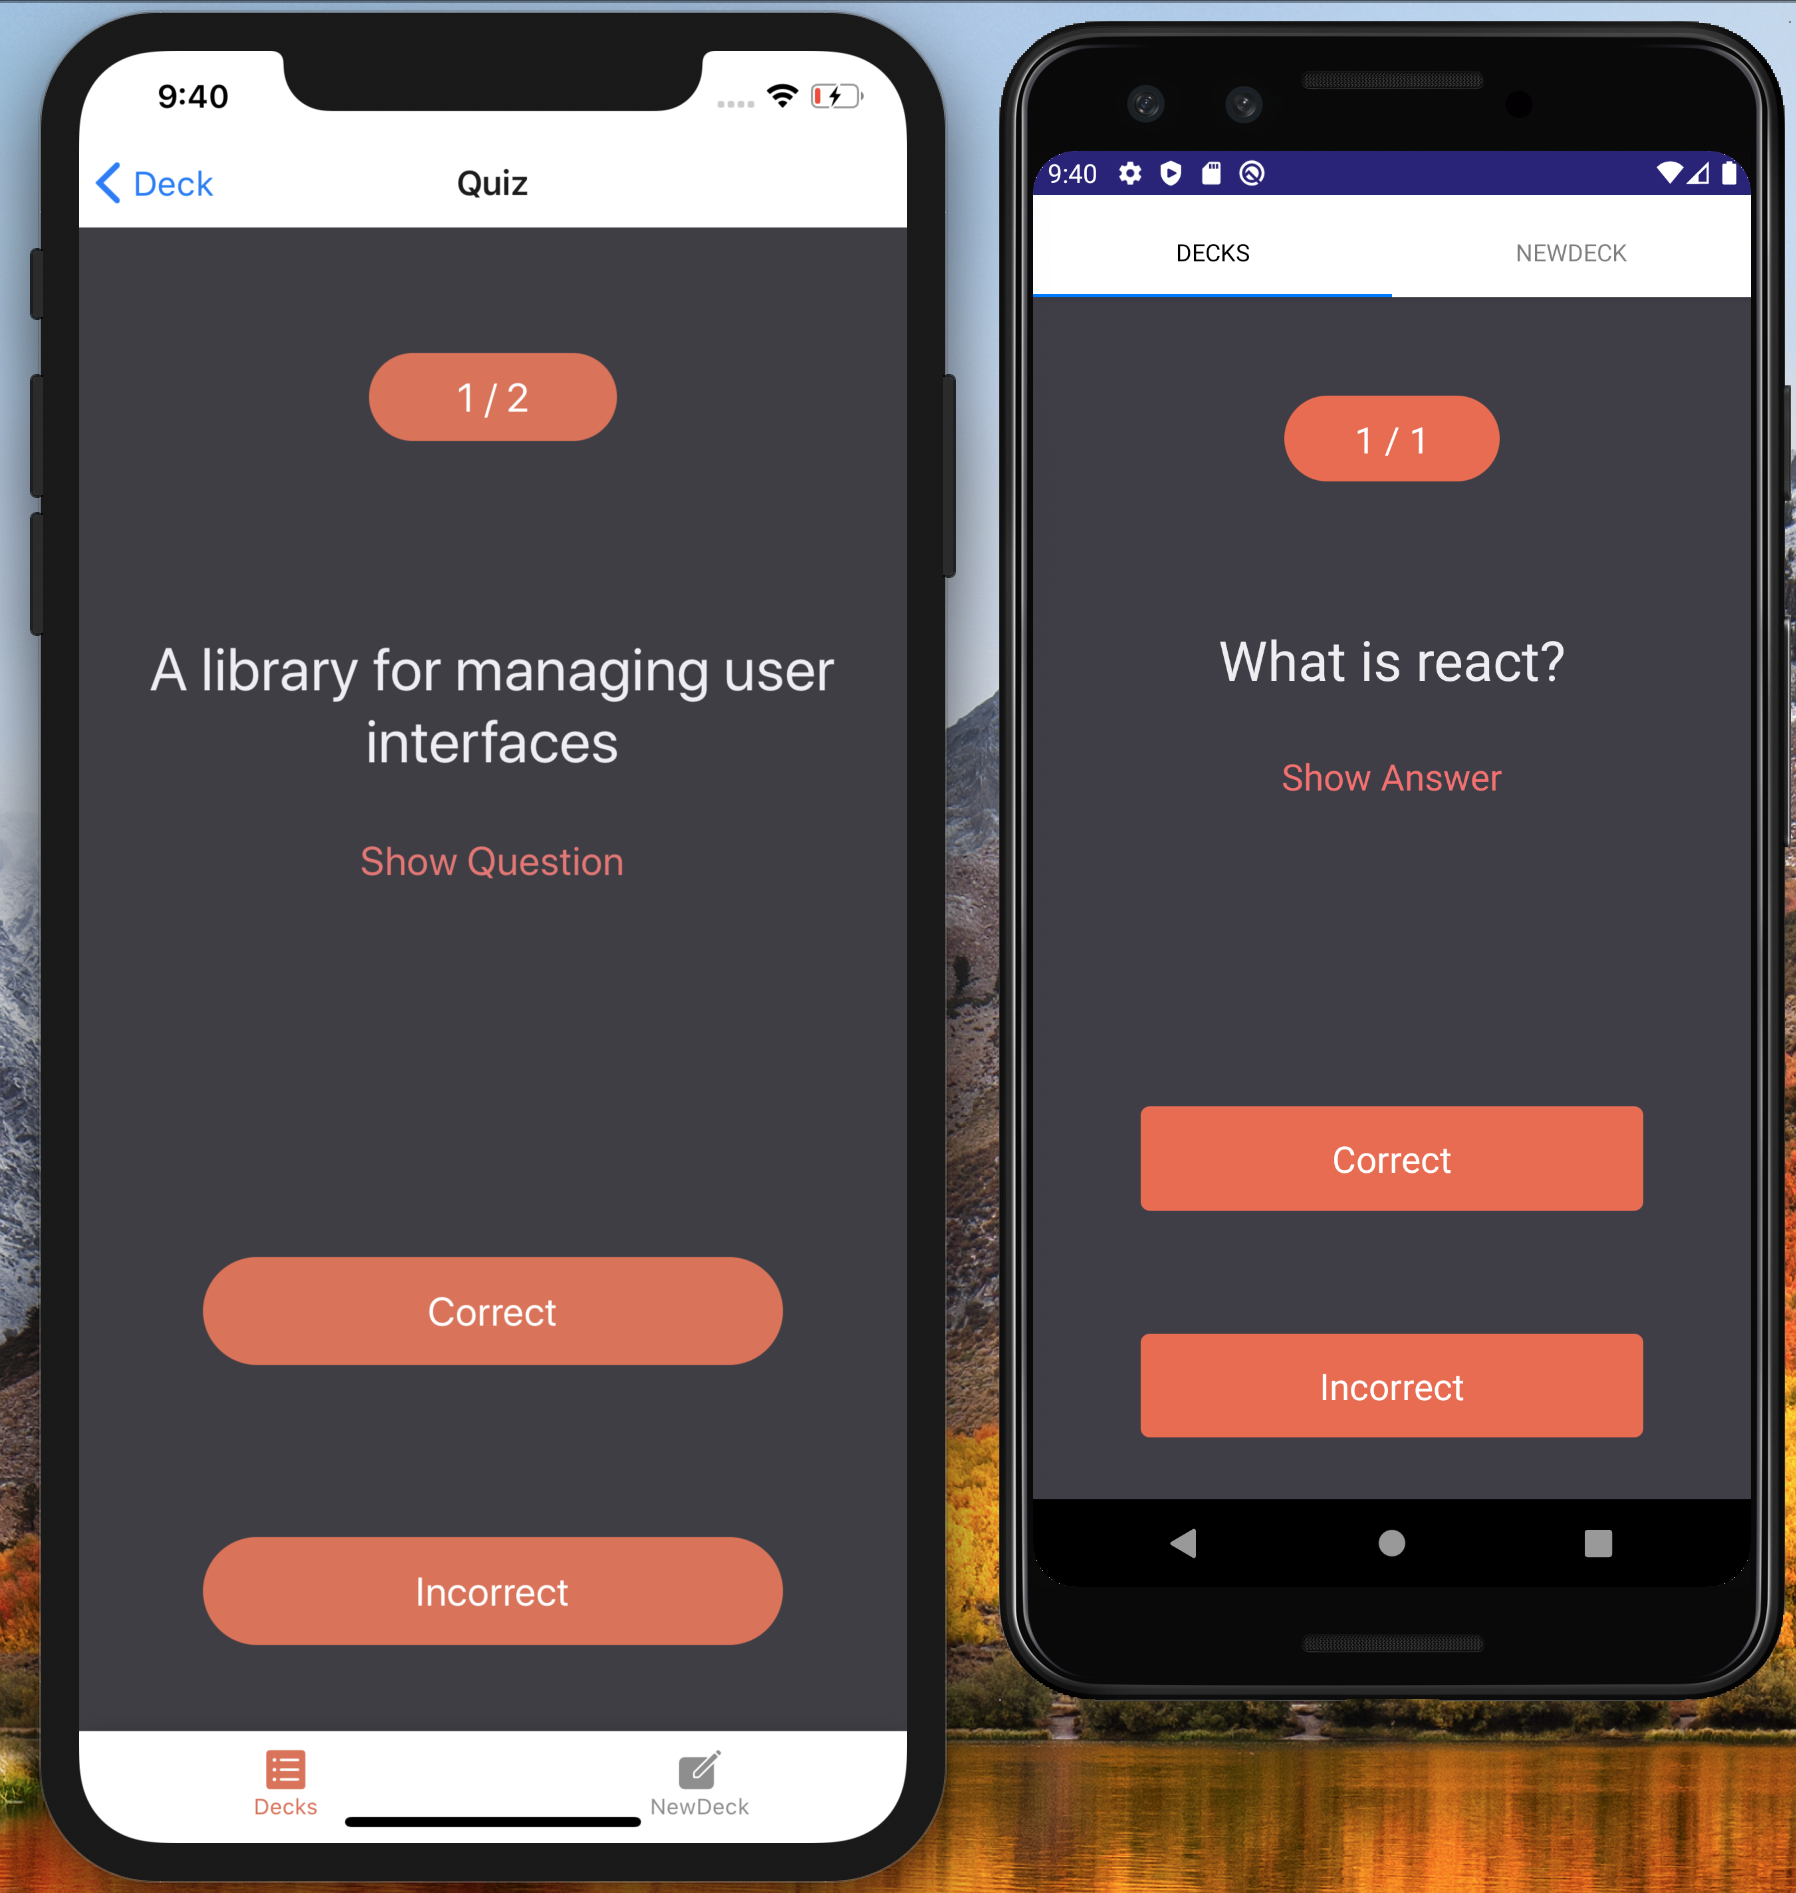 9:40
Deck
Quiz
1 / 2
A library for managing user
interfaces
Show Question
Correct
Incorrect
Decks
NewDeck
9:40
DECKS
NEWDECK
1 / 1
What is react?
Show Answer
Correct
Incorrect